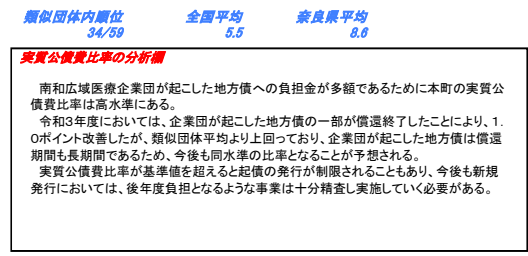 類似団体内順位 全国平均 奈良県平均
34/59 5.5 8.6
実質公債費比率の分析欄
南和広域医療企業団が起こした地方債への負担金が多額であるために本町の実質公
債費比率は高水準にある。
令和3年度においては、企業団が起こした地方債の一部が償還終了したことにより、1.
0ポイント改善したが、類似団体平均より上回っており、企業団が起こした地方債は償還
期間も長期間であるため、今後も同水準の比率となることが予想される。
実質公債費比率が基準値を超えると起債の発行が制限されることもあり、今後も新規
発行においては、後年度負担となるような事業は十分精査し実施していく必要がある。